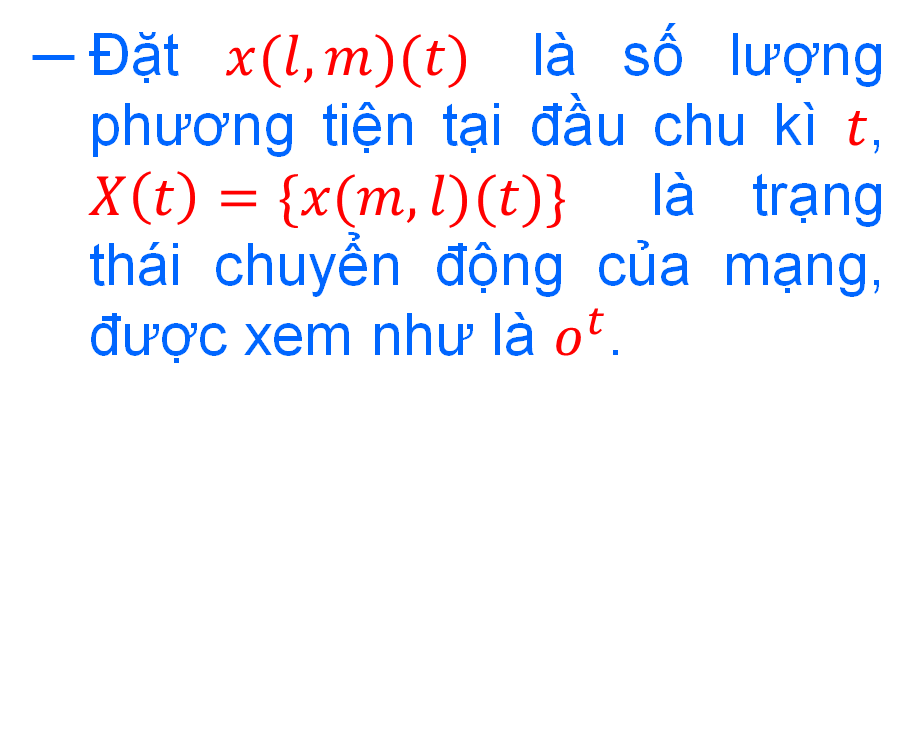 — Đặt x(l,m)(t) là số lượng
phương tiện tại đầu chu kì t,
X(t) = {x(m,l)(t)} là trạng
thái chuyển động của mạng,
được xem như là oᵗ.